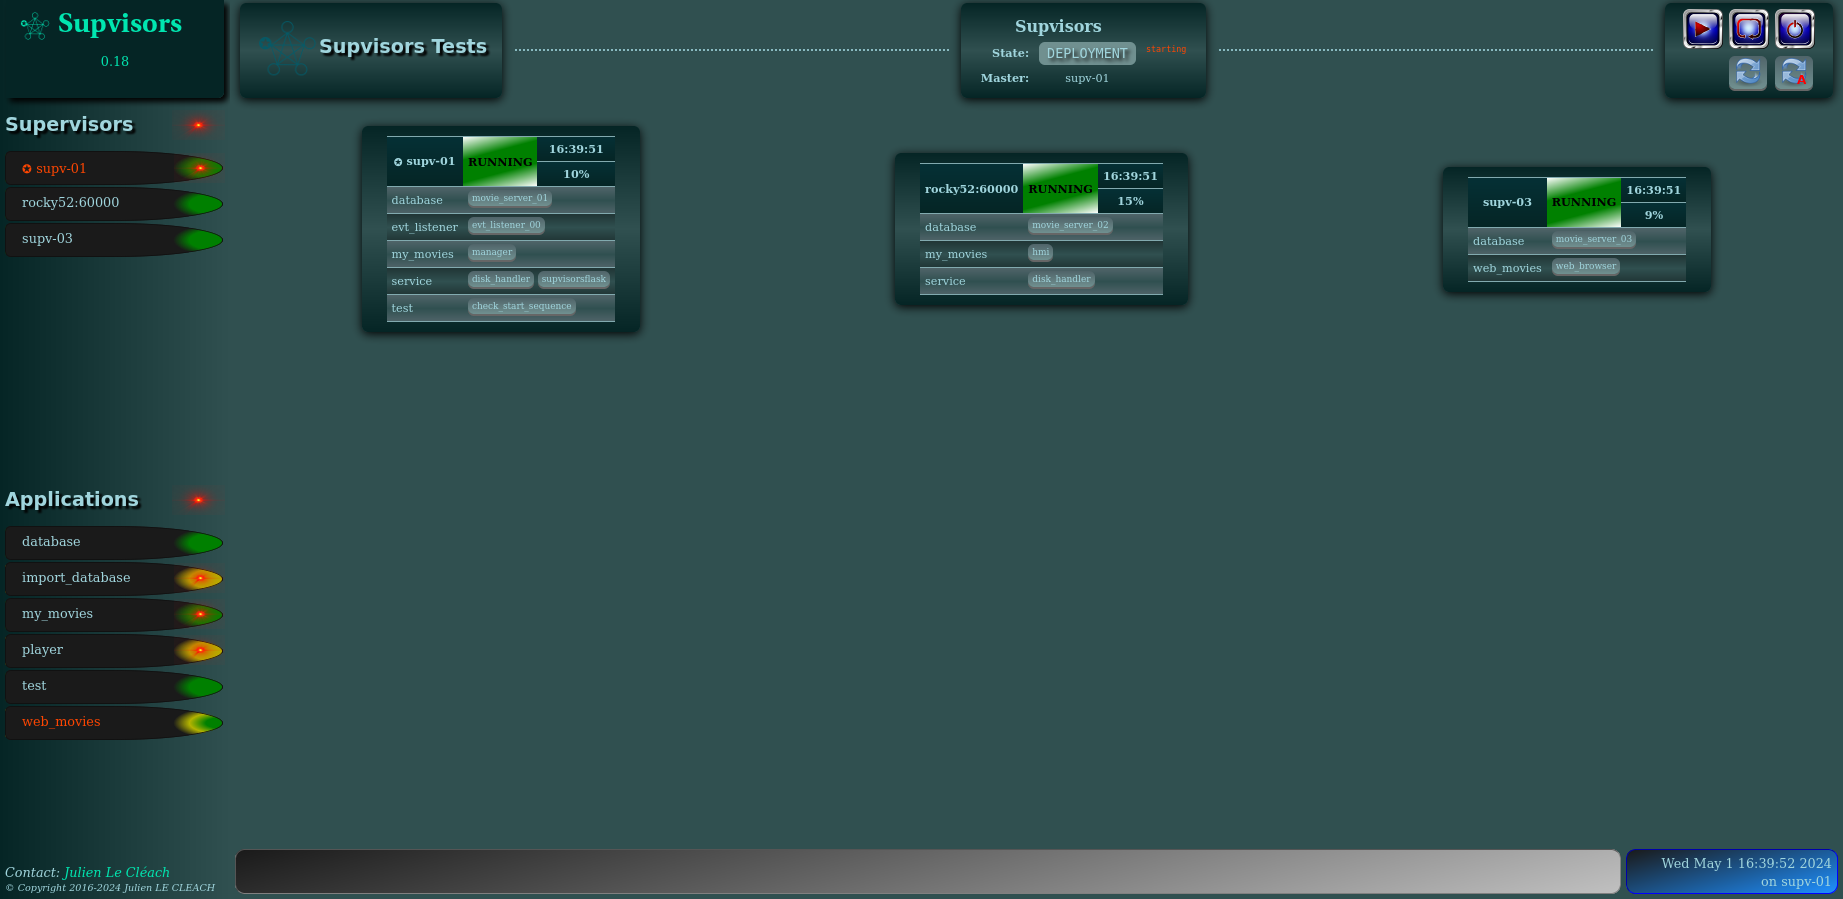 Supvisors
0.18
Supervisors
✪ supv-01
rocky52:60000
supv-03
Applications
database
import_database
my_movies
player
test
web_movies
Contact: Julien Le Cléach
© Copyright 2016-2024 Julien LE CLEACH
Supvisors Tests
Supvisors
State: DEPLOYMENT starting
Master: supv-01
A
✪ supv-01 RUNNING 16:39:51
10%
database movie_server_01
evt_listener evt_listener_00
my_movies manager
service disk_handler supvisorsflask
test check_start_sequence
rocky52:60000 RUNNING 16:39:51
15%
database movie_server_02
my_movies hmi
service disk_handler
supv-03 RUNNING 16:39:51
9%
database movie_server_03
web_movies web_browser
Wed May 1 16:39:52 2024
on supv-01